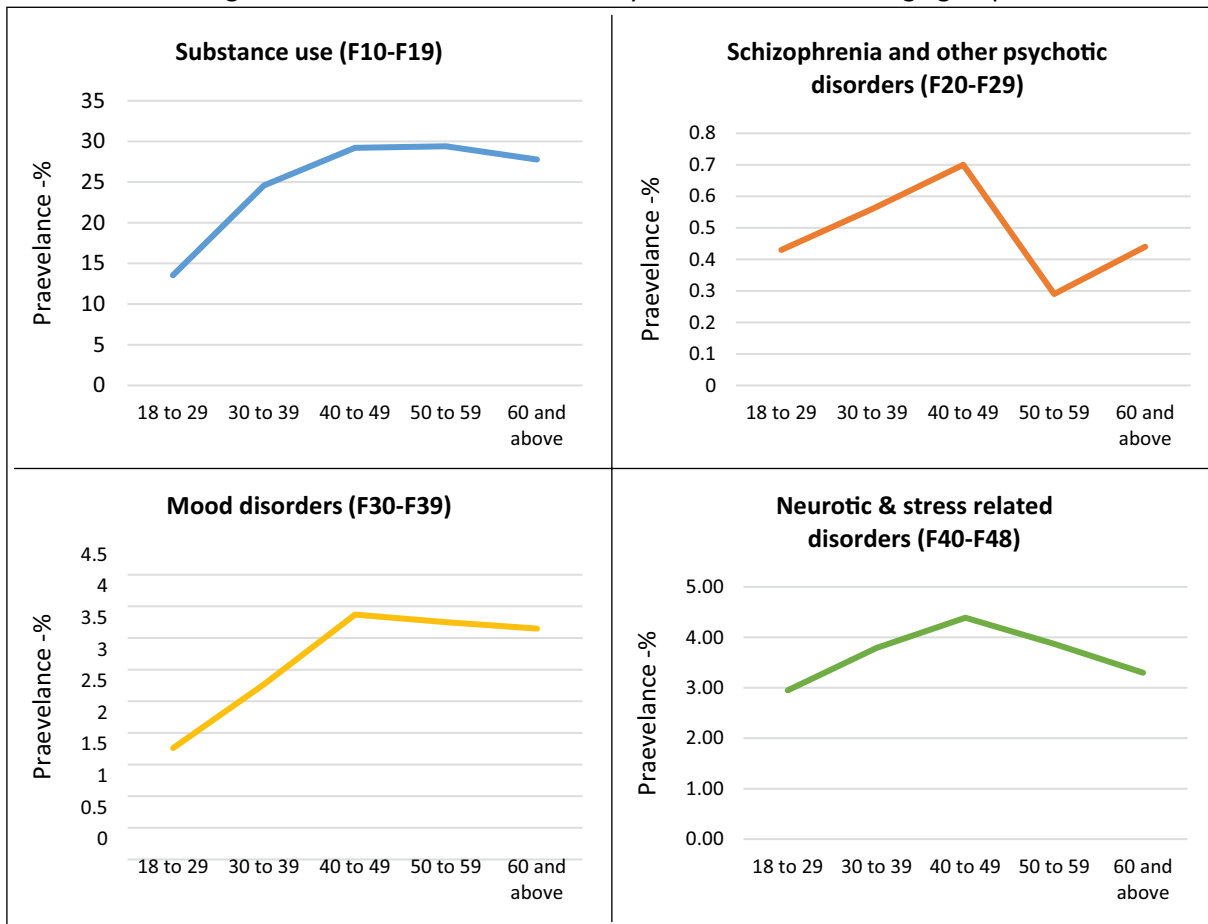 Substance use (F10-F19)
Praevelance -%
35
30
25
20
15
10
5
0
18 to 29 30 to 39 40 to 49 50 to 59 60 and
above
Schizophrenia and other psychotic
disorders (F20-F29)
Praevelance -%
0.8
0.7
0.6
0.5
0.4
0.3
0.2
0.1
0
18 to 29 30 to 39 40 to 49 50 to 59 60 and
above
Mood disorders (F30-F39)
Praevelance -%
4.5
4
3.5
3
2.5
2
1.5
1
0.5
0
18 to 29 30 to 39 40 to 49 50 to 59 60 and
above
Neurotic & stress related
disorders (F40-F48)
Praevelance -%
5.00
4.00
3.00
2.00
1.00
0.00
18 to 29 30 to 39 40 to 49 50 to 59 60 and
above